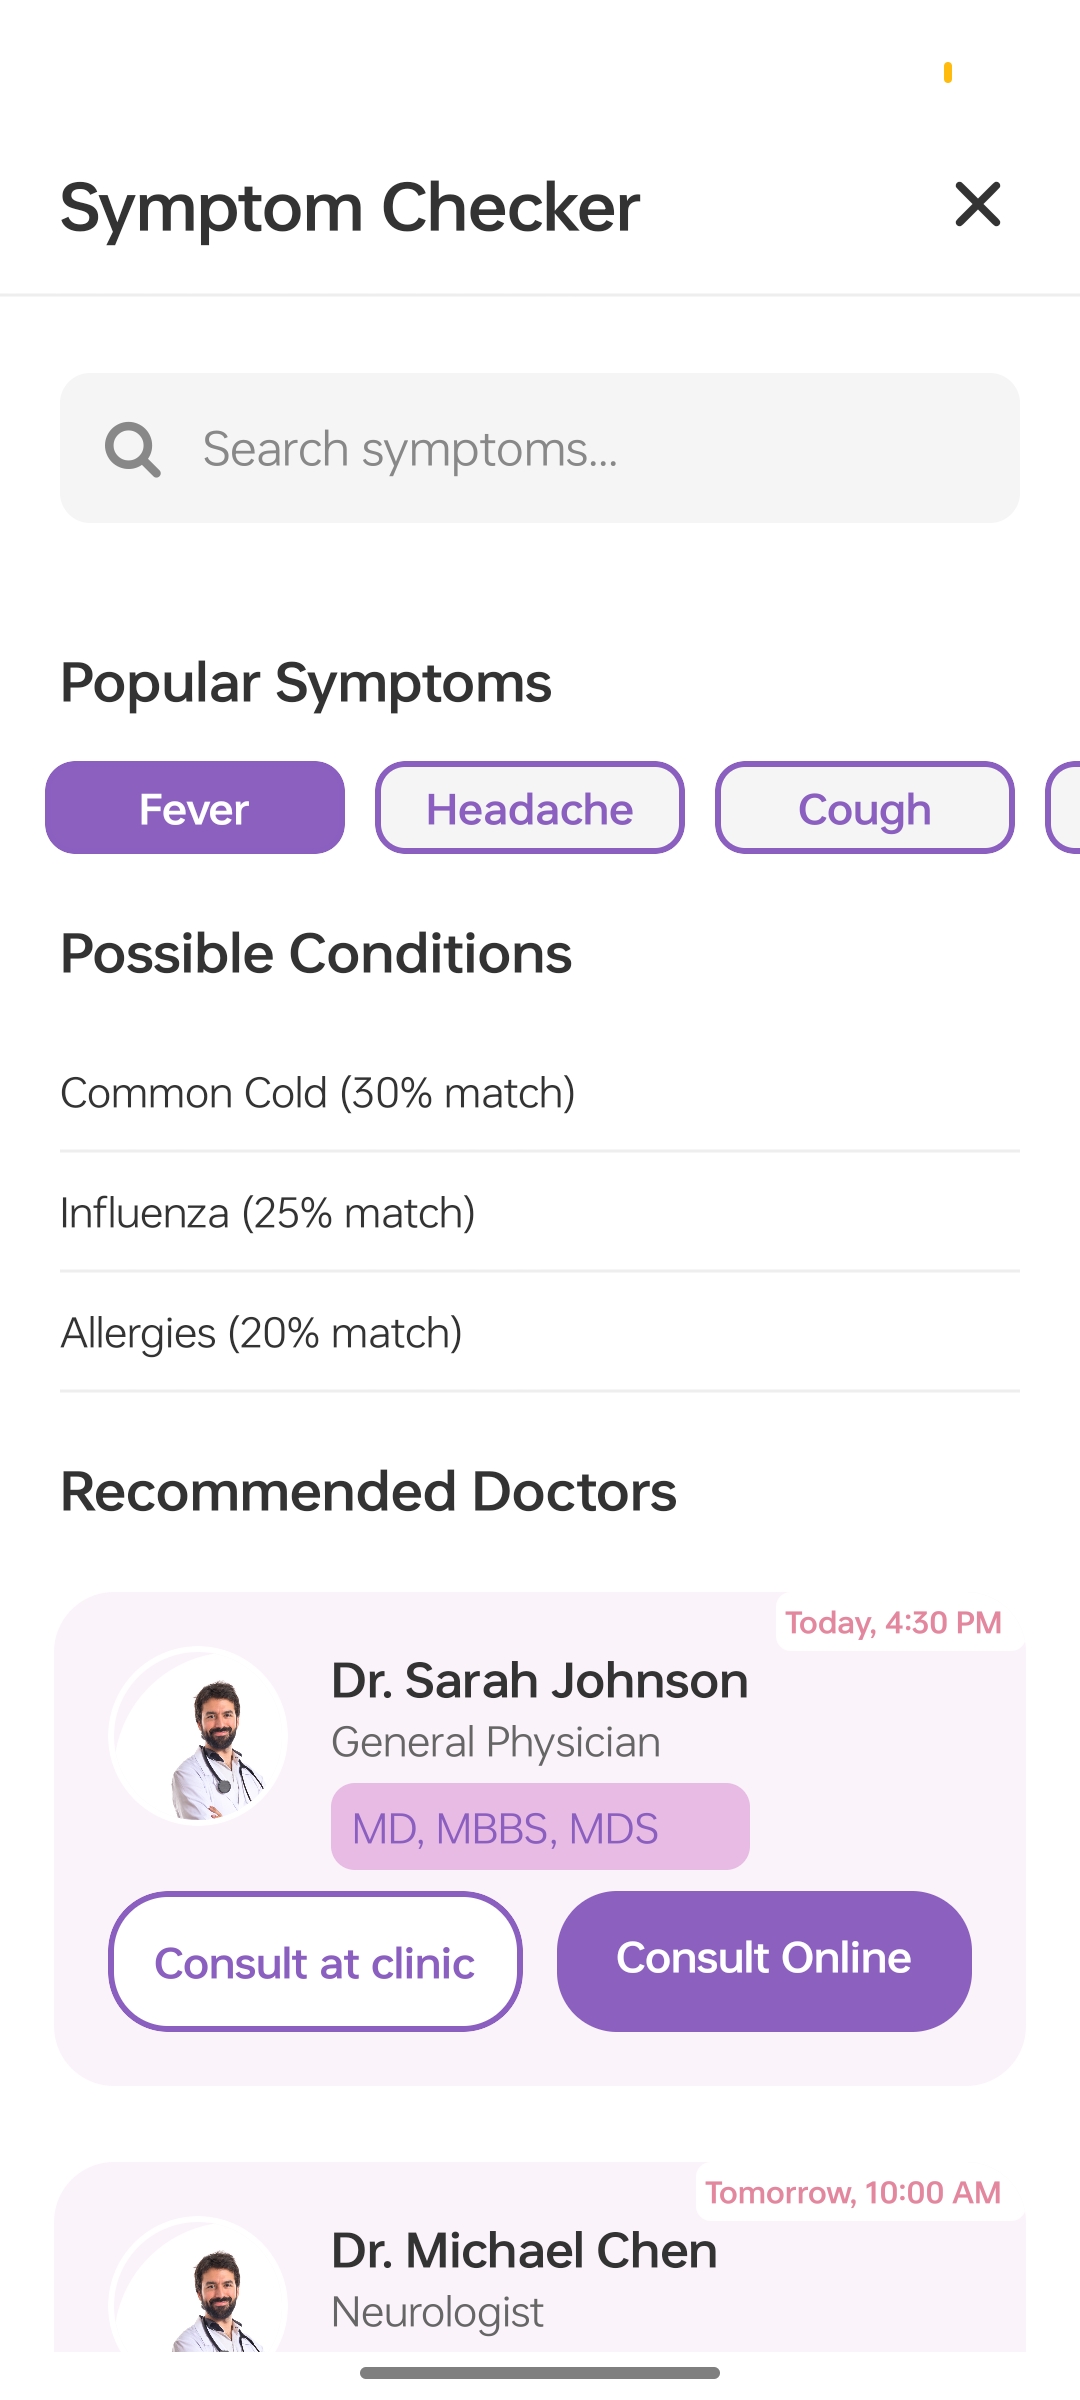 Symptom Checker
Search symptoms...
Popular Symptoms
Fever
Headache
Cough
Possible Conditions
Common Cold (30% match)
Influenza (25% match)
Allergies (20% match)
Recommended Doctors
Today, 4:30 PM
Dr. Sarah Johnson
General Physician
MD, MBBS, MDS
Consult at clinic
Consult Online
Tomorrow, 10:00 AM
Dr. Michael Chen
Neurologist